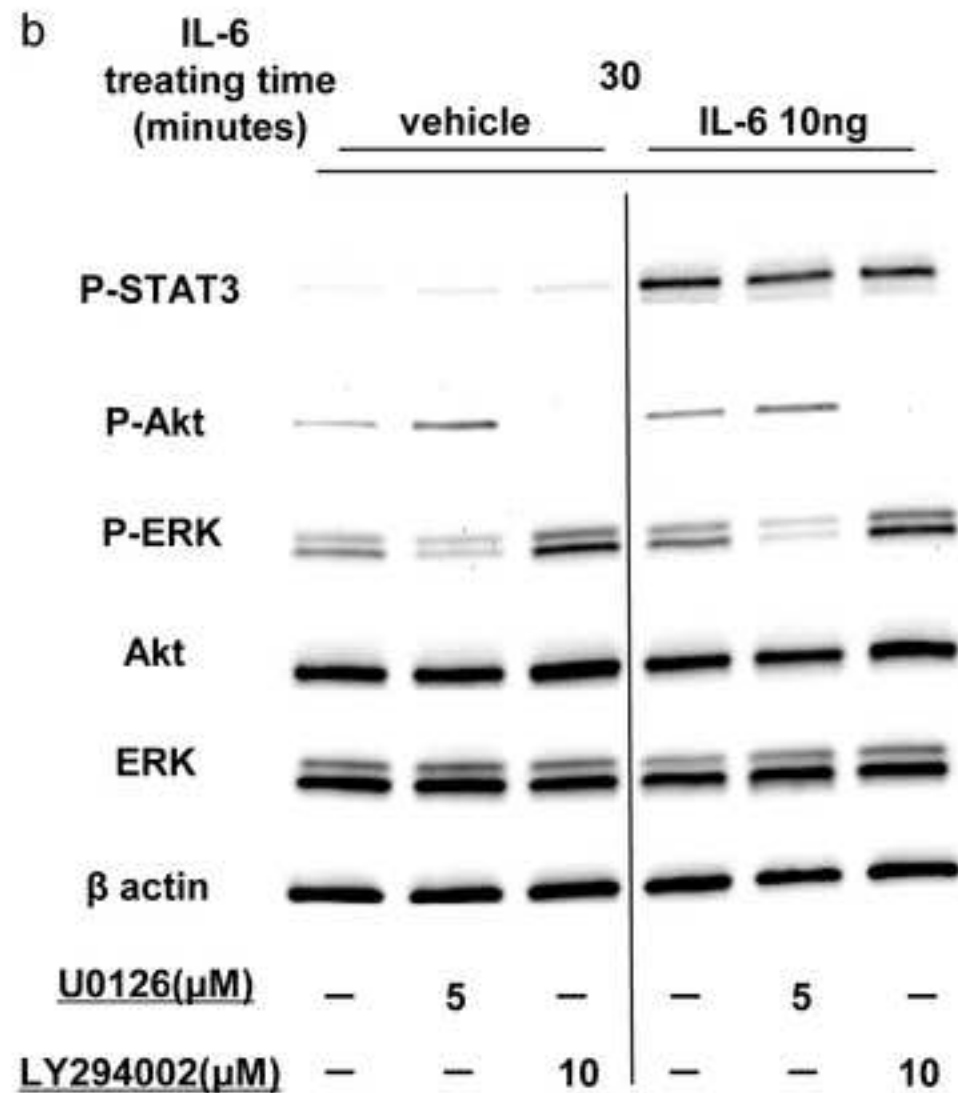 b
IL-6
treating time
(minutes)
30
vehicle
IL-6 10ng
P-STAT3
P-Akt
P-ERK
Akt
ERK
β actin
U0126(μM) – 5 – – 5 –
LY294002(μM) – – 10 – – 10